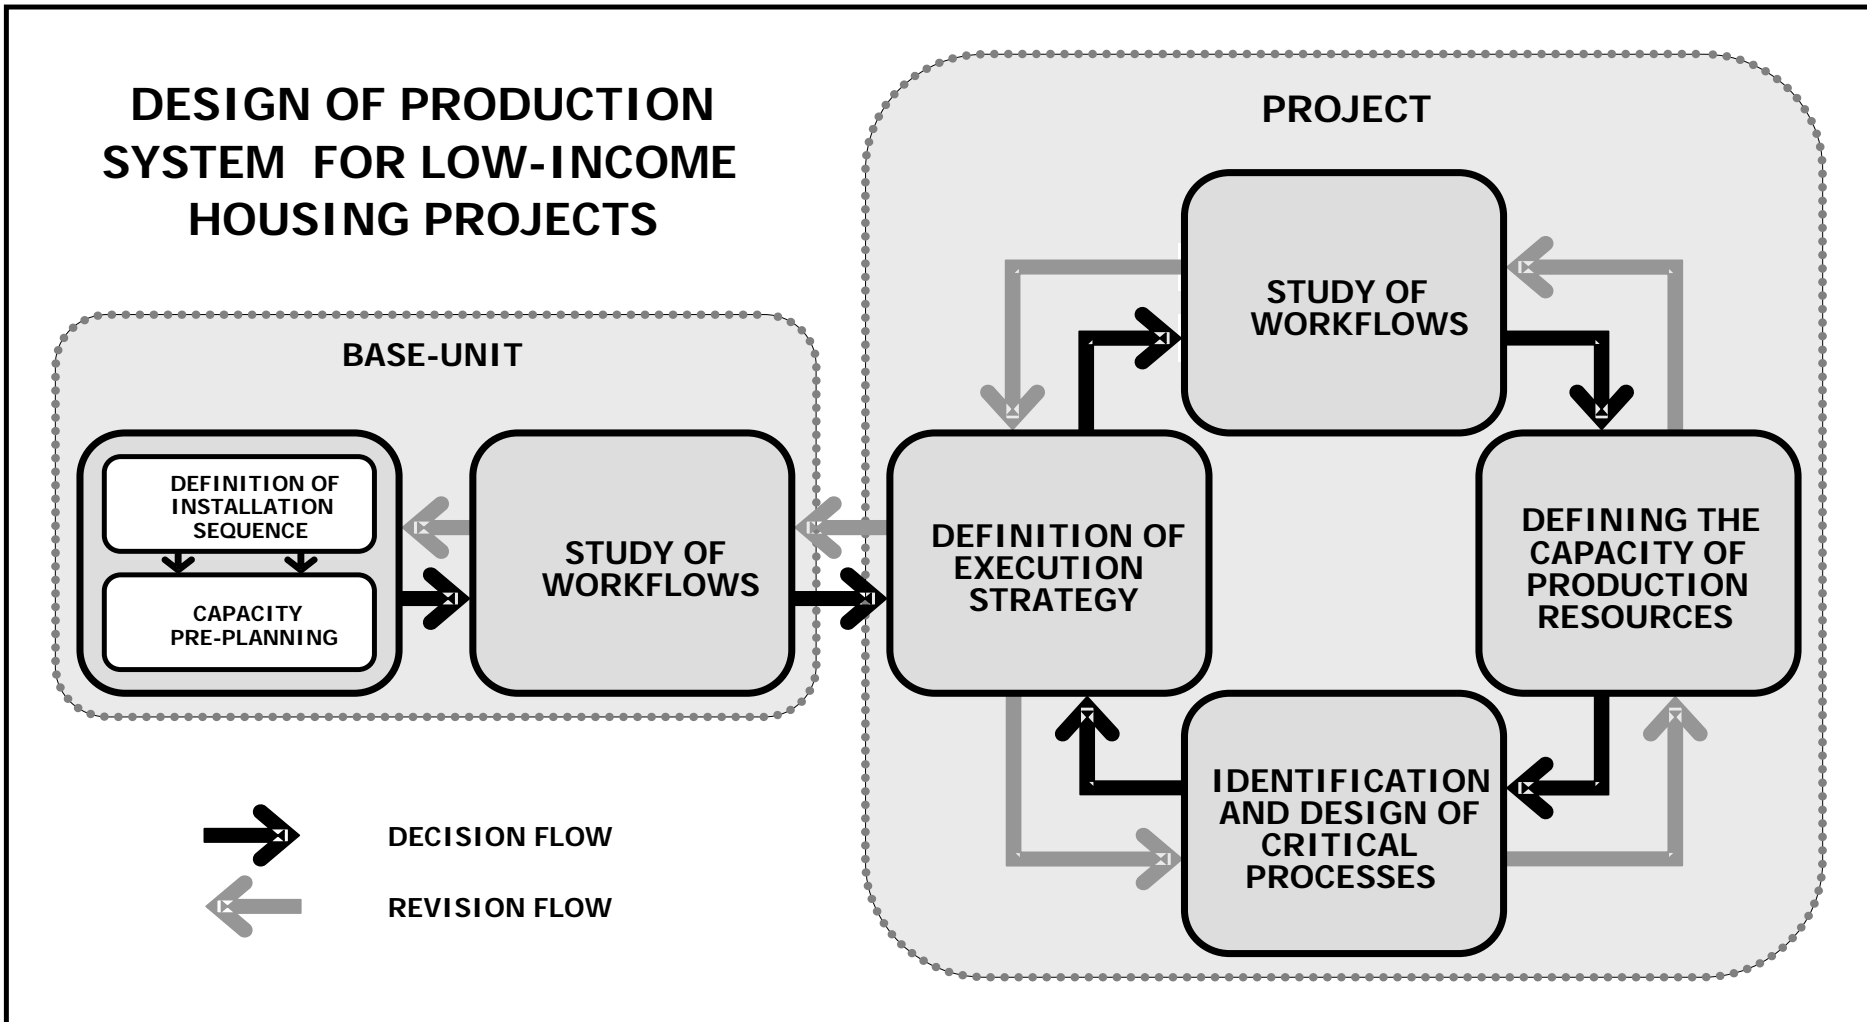 DESIGN OF PRODUCTION
SYSTEM FOR LOW-INCOME
HOUSING PROJECTS
BASE-UNIT
DEFINITION OF
INSTALLATION
SEQUENCE
CAPACITY
PRE-PLANNING
STUDY OF
WORKFLOWS
PROJECT
STUDY OF
WORKFLOWS
DEFINITION OF
EXECUTION
STRATEGY
DEFINING THE
CAPACITY OF
PRODUCTION
RESOURCES
IDENTIFICATION
AND DESIGN OF
CRITICAL
PROCESSES
DECISION FLOW
REVISION FLOW